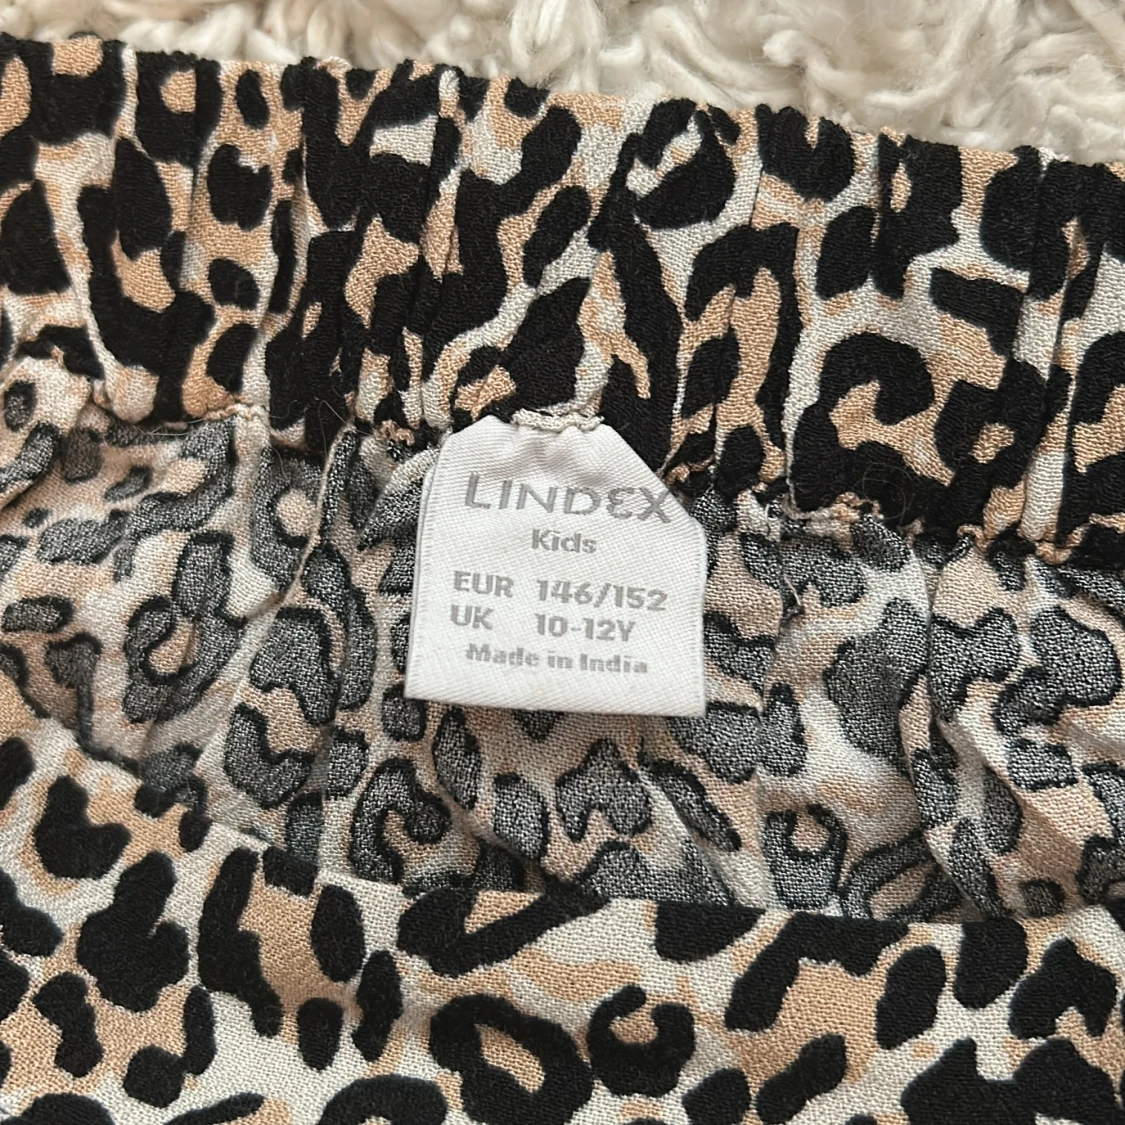 LINDEX
Kids
EUR 146/152
UK 10-12Y
Made in India